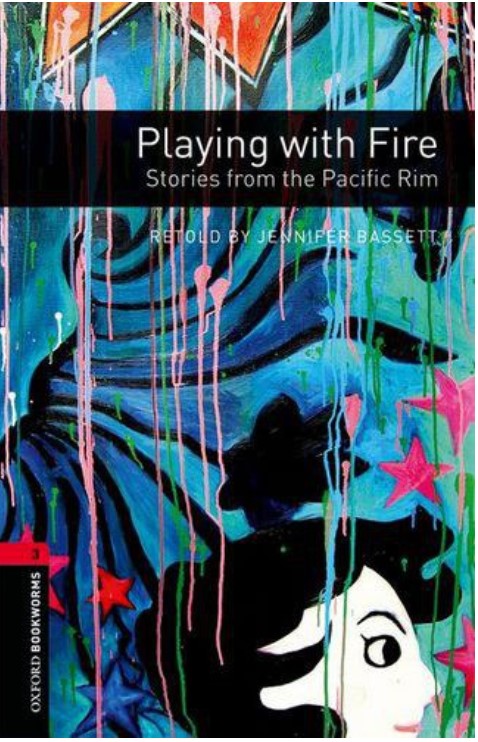 Playing with Fire
Stories from the Pacific Rim
RETOLD BY JENNIFER BASSETT
3
OXFORD BOOKWORMS